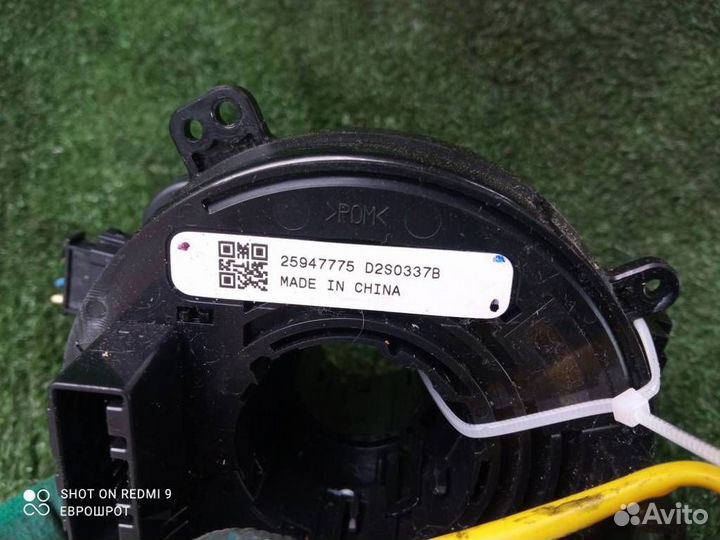 >POM<
25947775 D2S0337B
MADE IN CHINA
SHOT ON REDMI 9
ЕВРОШРОТ
Avito